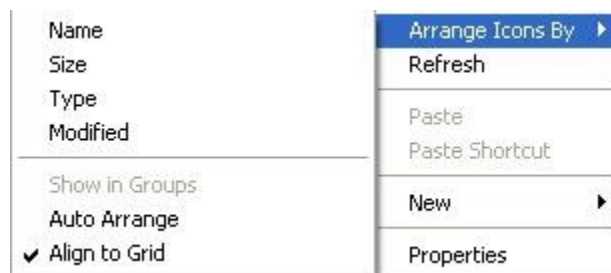 Name
Size
Type
Modified
Show in Groups
Auto Arrange
Align to Grid
Arrange Icons By
Refresh
Paste
Paste Shortcut
New
Properties